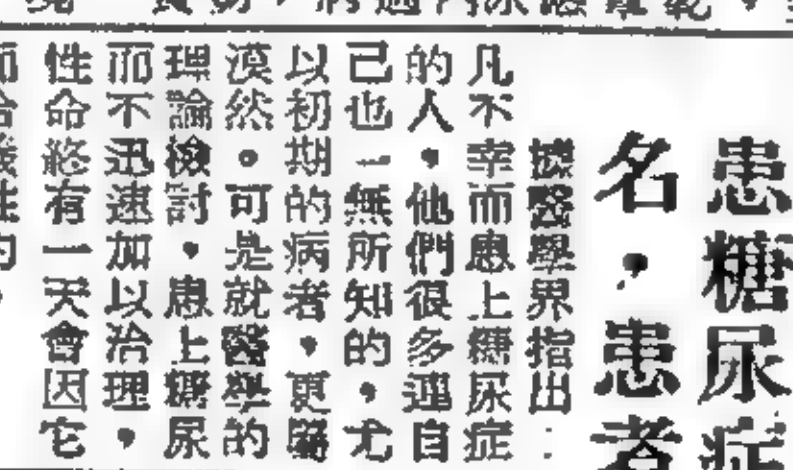 患糖尿症
名，患者
據醫學界指出：
凡不幸而患上糖尿症
的人，他們很多連自
己也一無所知的，尤
以初期的病者，更屬
漠然。可是就醫學的
理論檢討，患上糖尿
而不迅速加以治理，
性命終有一天會因它